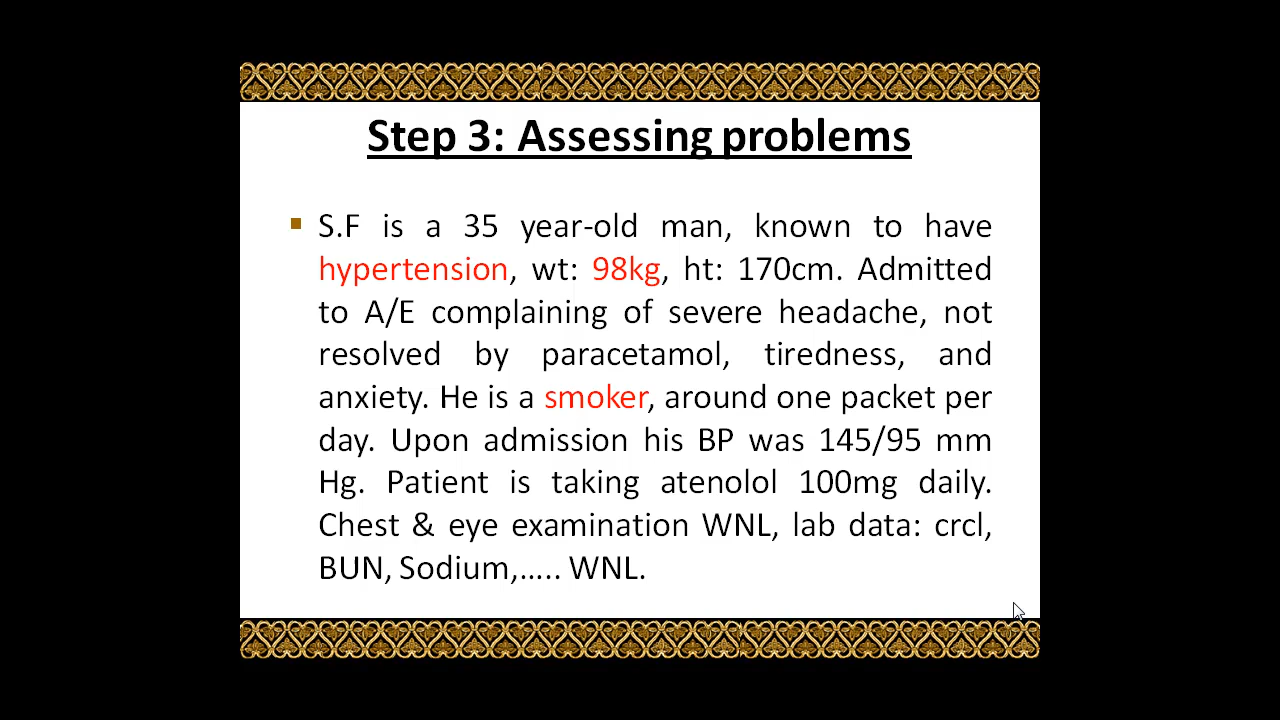 Step 3: Assessing problems
S.F is a 35 year-old man, known to have
hypertension, wt: 98kg, ht: 170cm. Admitted
to A/E complaining of severe headache, not
resolved by paracetamol, tiredness, and
anxiety. He is a smoker, around one packet per
day. Upon admission his BP was 145/95 mm
Hg. Patient is taking atenolol 100mg daily.
Chest & eye examination WNL, lab data: crcl,
BUN, Sodium,..... WNL.